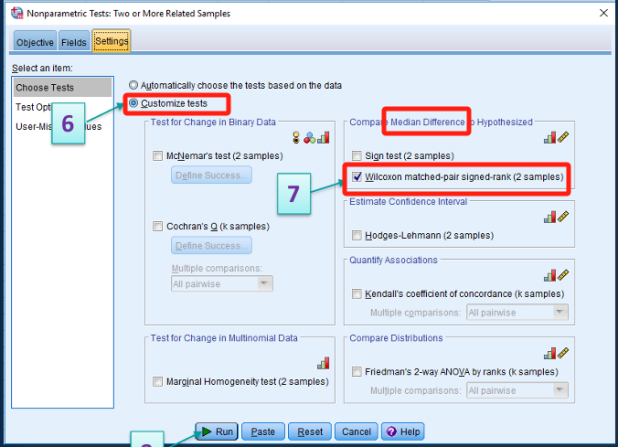 Nonparametric Tests: Two or More Related Samples
Objective Fields Settings
Select an item:
Choose Tests
Test Opt
User-Mis ues
Automatically choose the tests based on the data
6
Customize tests
Test for Change in Binary Data
McNemar's test (2 samples)
Define Success...
Cochran's Q (k samples)
Define Success...
Multiple comparisons:
All pairwise
Test for Change in Multinomial Data
Marginal Homogeneity test (2 samples)
Compare Median Difference to Hypothesized
Sign test (2 samples)
7
Wilcoxon matched-pair signed-rank (2 samples)
Estimate Confidence Interval
Hodges-Lehmann (2 samples)
Quantify Associations
Kendall's coefficient of concordance (k samples)
Multiple comparisons: All pairwise
Compare Distributions
Friedman's 2-way ANOVA by ranks (k samples)
Multiple comparisons: All pairwise
Run Paste Reset Cancel Help